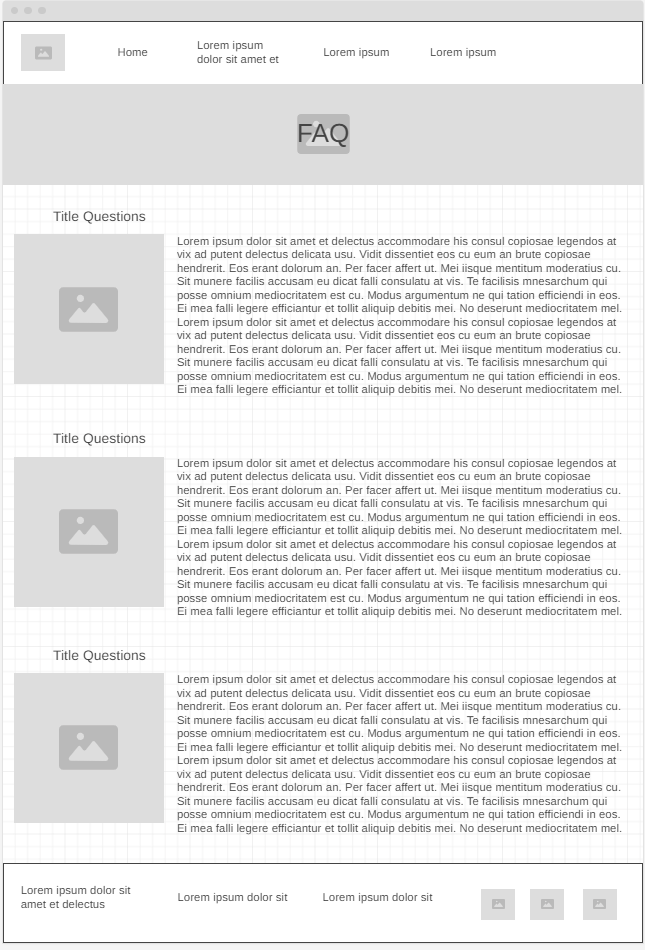 Home
Lorem ipsum
dolor sit amet et
Lorem ipsum
Lorem ipsum
FAQ
Title Questions
Lorem ipsum dolor sit amet et delectus accommodare his consul copiosae legendos at
vix ad putent delectus delicata usu. Vidit dissentiet eos cu eum an brute copiosae
hendrerit. Eos erant dolorum an. Per facer affert ut. Mei iisque mentitum moderatius cu.
Sit munere facilis accusam eu dicat falli consulatu at vis. Te facilisis mnesarchum qui
posse omnium mediocritatem est cu. Modus argumentum ne qui tation efficiendi in eos.
Ei mea falli legere efficiantur et tollit aliquip debitis mei. No deserunt mediocritatem mel.
Lorem ipsum dolor sit amet et delectus accommodare his consul copiosae legendos at
vix ad putent delectus delicata usu. Vidit dissentiet eos cu eum an brute copiosae
hendrerit. Eos erant dolorum an. Per facer affert ut. Mei iisque mentitum moderatius cu.
Sit munere facilis accusam eu dicat falli consulatu at vis. Te facilisis mnesarchum qui
posse omnium mediocritatem est cu. Modus argumentum ne qui tation efficiendi in eos.
Ei mea falli legere efficiantur et tollit aliquip debitis mei. No deserunt mediocritatem mel.
Title Questions
Lorem ipsum dolor sit amet et delectus accommodare his consul copiosae legendos at
vix ad putent delectus delicata usu. Vidit dissentiet eos cu eum an brute copiosae
hendrerit. Eos erant dolorum an. Per facer affert ut. Mei iisque mentitum moderatius cu.
Sit munere facilis accusam eu dicat falli consulatu at vis. Te facilisis mnesarchum qui
posse omnium mediocritatem est cu. Modus argumentum ne qui tation efficiendi in eos.
Ei mea falli legere efficiantur et tollit aliquip debitis mei. No deserunt mediocritatem mel.
Lorem ipsum dolor sit amet et delectus accommodare his consul copiosae legendos at
vix ad putent delectus delicata usu. Vidit dissentiet eos cu eum an brute copiosae
hendrerit. Eos erant dolorum an. Per facer affert ut. Mei iisque mentitum moderatius cu.
Sit munere facilis accusam eu dicat falli consulatu at vis. Te facilisis mnesarchum qui
posse omnium mediocritatem est cu. Modus argumentum ne qui tation efficiendi in eos.
Ei mea falli legere efficiantur et tollit aliquip debitis mei. No deserunt mediocritatem mel.
Title Questions
Lorem ipsum dolor sit amet et delectus accommodare his consul copiosae legendos at
vix ad putent delectus delicata usu. Vidit dissentiet eos cu eum an brute copiosae
hendrerit. Eos erant dolorum an. Per facer affert ut. Mei iisque mentitum moderatius cu.
Sit munere facilis accusam eu dicat falli consulatu at vis. Te facilisis mnesarchum qui
posse omnium mediocritatem est cu. Modus argumentum ne qui tation efficiendi in eos.
Ei mea falli legere efficiantur et tollit aliquip debitis mei. No deserunt mediocritatem mel.
Lorem ipsum dolor sit amet et delectus accommodare his consul copiosae legendos at
vix ad putent delectus delicata usu. Vidit dissentiet eos cu eum an brute copiosae
hendrerit. Eos erant dolorum an. Per facer affert ut. Mei iisque mentitum moderatius cu.
Sit munere facilis accusam eu dicat falli consulatu at vis. Te facilisis mnesarchum qui
posse omnium mediocritatem est cu. Modus argumentum ne qui tation efficiendi in eos.
Ei mea falli legere efficiantur et tollit aliquip debitis mei. No deserunt mediocritatem mel.
Lorem ipsum dolor sit
amet et delectus
Lorem ipsum dolor sit
Lorem ipsum dolor sit